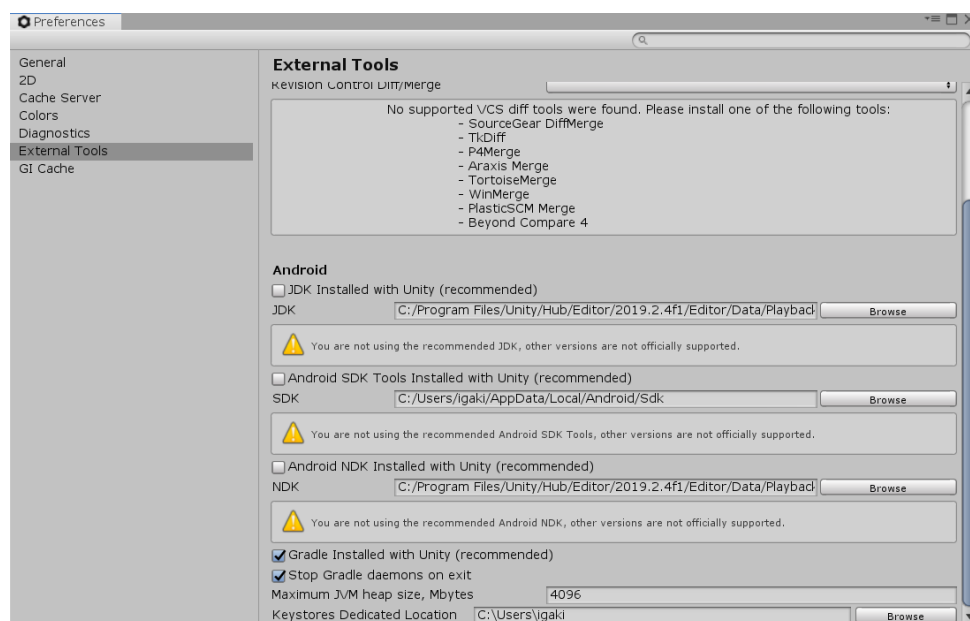 Preferences
General
2D
Cache Server
Colors
Diagnostics
External Tools
GI Cache
External Tools
Revision Control Diff/Merge
No supported VCS diff tools were found. Please install one of the following tools:
- SourceGear DiffMerge
- TkDiff
- P4Merge
- Araxis Merge
- TortoiseMerge
- WinMerge
- PlasticSCM Merge
- Beyond Compare 4
Android
JDK Installed with Unity (recommended)
JDK C:/Program Files/Unity/Hub/Editor/2019.2.4f1/Editor/Data/Playback Browse
You are not using the recommended JDK, other versions are not officially supported.
Android SDK Tools Installed with Unity (recommended)
SDK C:/Users/igaki/AppData/Local/Android/Sdk Browse
You are not using the recommended Android SDK Tools, other versions are not officially supported.
Android NDK Installed with Unity (recommended)
NDK C:/Program Files/Unity/Hub/Editor/2019.2.4f1/Editor/Data/Playback Browse
You are not using the recommended Android NDK, other versions are not officially supported.
Gradle Installed with Unity (recommended)
Stop Gradle daemons on exit
Maximum JVM heap size, Mbytes 4096
Keystores Dedicated Location C:\Users\igaki Browse